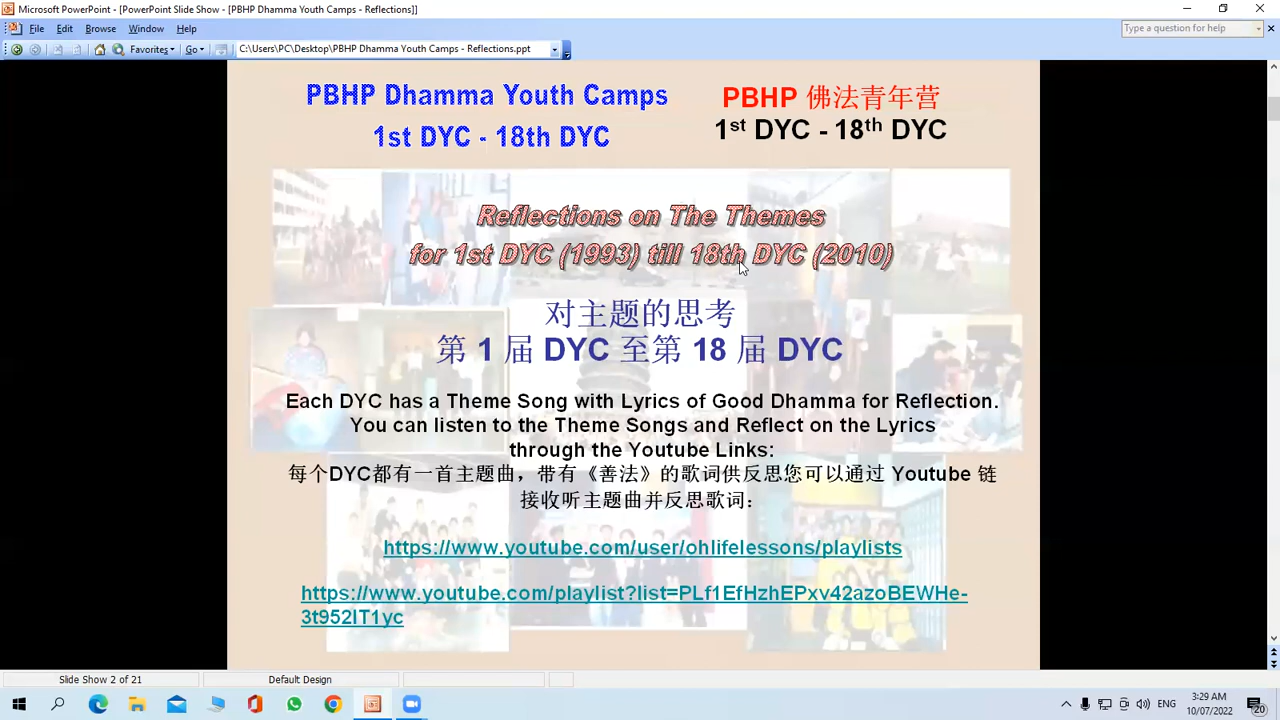 Microsoft PowerPoint - [PowerPoint Slide Show - [PBHP Dhamma Youth Camps - Reflections]]
File Edit Browse Window Help
Type a question for help
Favorites Go C:\Users\PC\Desktop\PBHP Dhamma Youth Camps - Reflections.ppt
PBHP Dhamma Youth Camps
1st DYC - 18th DYC
PBHP 佛法青年营
1st DYC - 18th DYC
Reflections on The Themes
for 1st DYC (1993) till 18th DYC (2010)
对主题的思考
第 1 届 DYC 至第 18 届 DYC
Each DYC has a Theme Song with Lyrics of Good Dhamma for Reflection.
You can listen to the Theme Songs and Reflect on the Lyrics
through the Youtube Links:
每个DYC都有一首主题曲，带有《善法》的歌词供反思您可以通过 Youtube 链
接收听主题曲并反思歌词：
https://www.youtube.com/user/ohlifelessons/playlists
https://www.youtube.com/playlist?list=PLf1EfHzhEPxv42azoBEWHe-
3t952IT1yc
Slide Show 2 of 21
Default Design
ENG
3:29 AM
10/07/2022
20